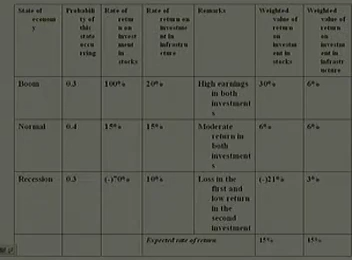 State of economy
Probability of this state occurring
Rate of return on investment in stocks
Rate of return on investment in infrastructure
Remarks
Weighted value of return on investment in stocks
Weighted value of return on investment in infrastructure
Boom 0.3 100% 20% High earnings in both investments 30% 6%
Normal 0.4 15% 15% Moderate return in both investments 6% 6%
Recession 0.3 (-)70% 10% Loss in the first and low return in the second investment (-)21% 3%
Expected rate of return 15% 15%